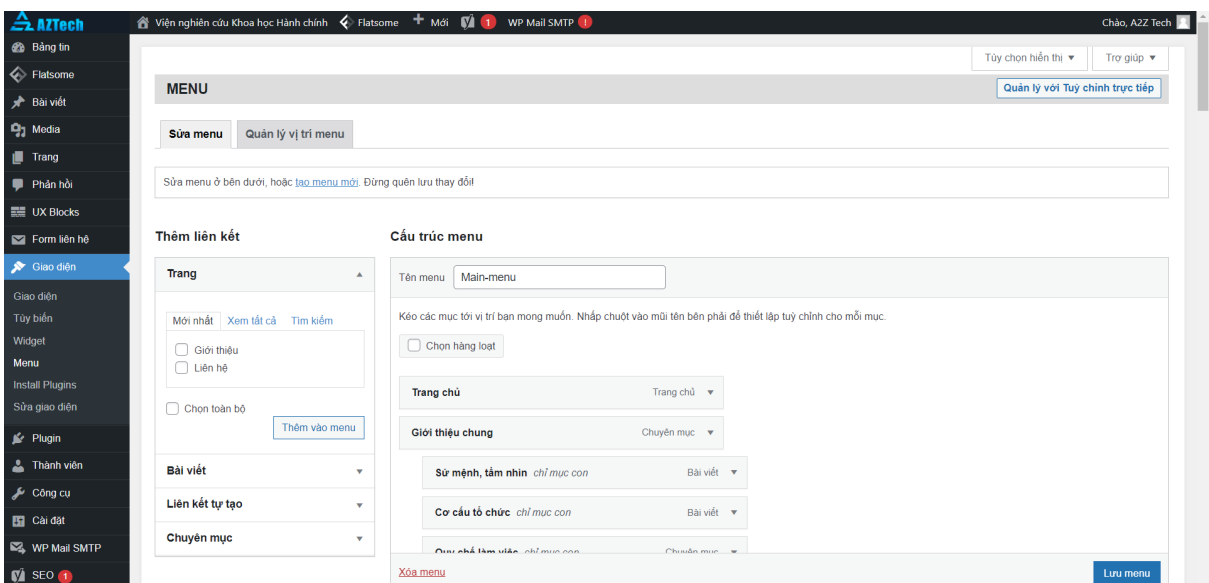 AZTech
Viện nghiên cứu Khoa học Hành chính Flatsome + Mới 1 WP Mail SMTP ! Chào, A2Z Tech
Bảng tin
Flatsome
Bài viết
Media
Trang
Phản hồi
UX Blocks
Form liên hệ
Giao diện
Giao diện
Tùy biến
Widget
Menu
Install Plugins
Sửa giao diện
Plugin
Thành viên
Công cụ
Cài đặt
WP Mail SMTP
SEO 1
Tùy chọn hiển thị Trợ giúp
MENU
Quản lý với Tuỳ chỉnh trực tiếp
Sửa menu Quản lý vị trí menu
Sửa menu ở bên dưới, hoặc tạo menu mới. Đừng quên lưu thay đổi!
Thêm liên kết
Trang
Mới nhất Xem tất cả Tìm kiếm
Giới thiệu
Liên hệ
Chọn toàn bộ
Thêm vào menu
Bài viết
Liên kết tự tạo
Chuyên mục
Cấu trúc menu
Tên menu Main-menu
Kéo các mục tới vị trí bạn mong muốn. Nhấp chuột vào mũi tên bên phải để thiết lập tuỳ chỉnh cho mỗi mục.
Chọn hàng loạt
Trang chủ Trang chủ
Giới thiệu chung Chuyên mục
Sứ mệnh, tầm nhìn chỉ mục con Bài viết
Cơ cấu tổ chức chỉ mục con Bài viết
Quy chế làm việc chỉ mục con Chuyên mục
Xóa menu
Lưu menu